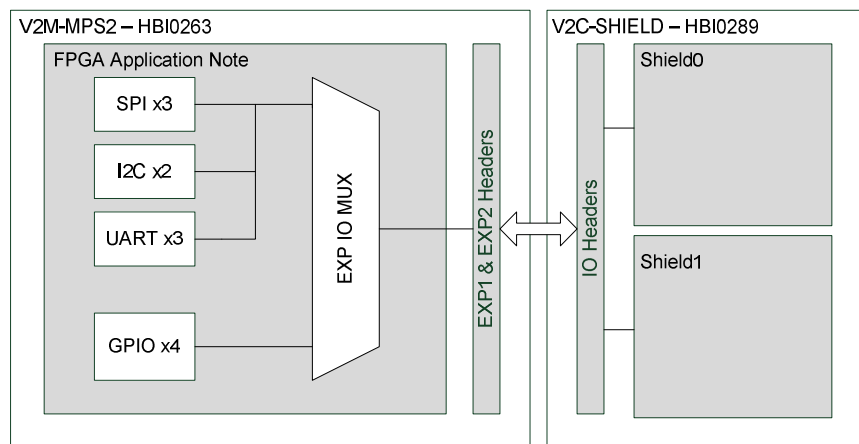 V2M-MPS2 – HBI0263
FPGA Application Note
SPI x3
I2C x2
UART x3
GPIO x4
EXP IO MUX
EXP1 & EXP2 Headers
V2C-SHIELD – HBI0289
IO Headers
Shield0
Shield1